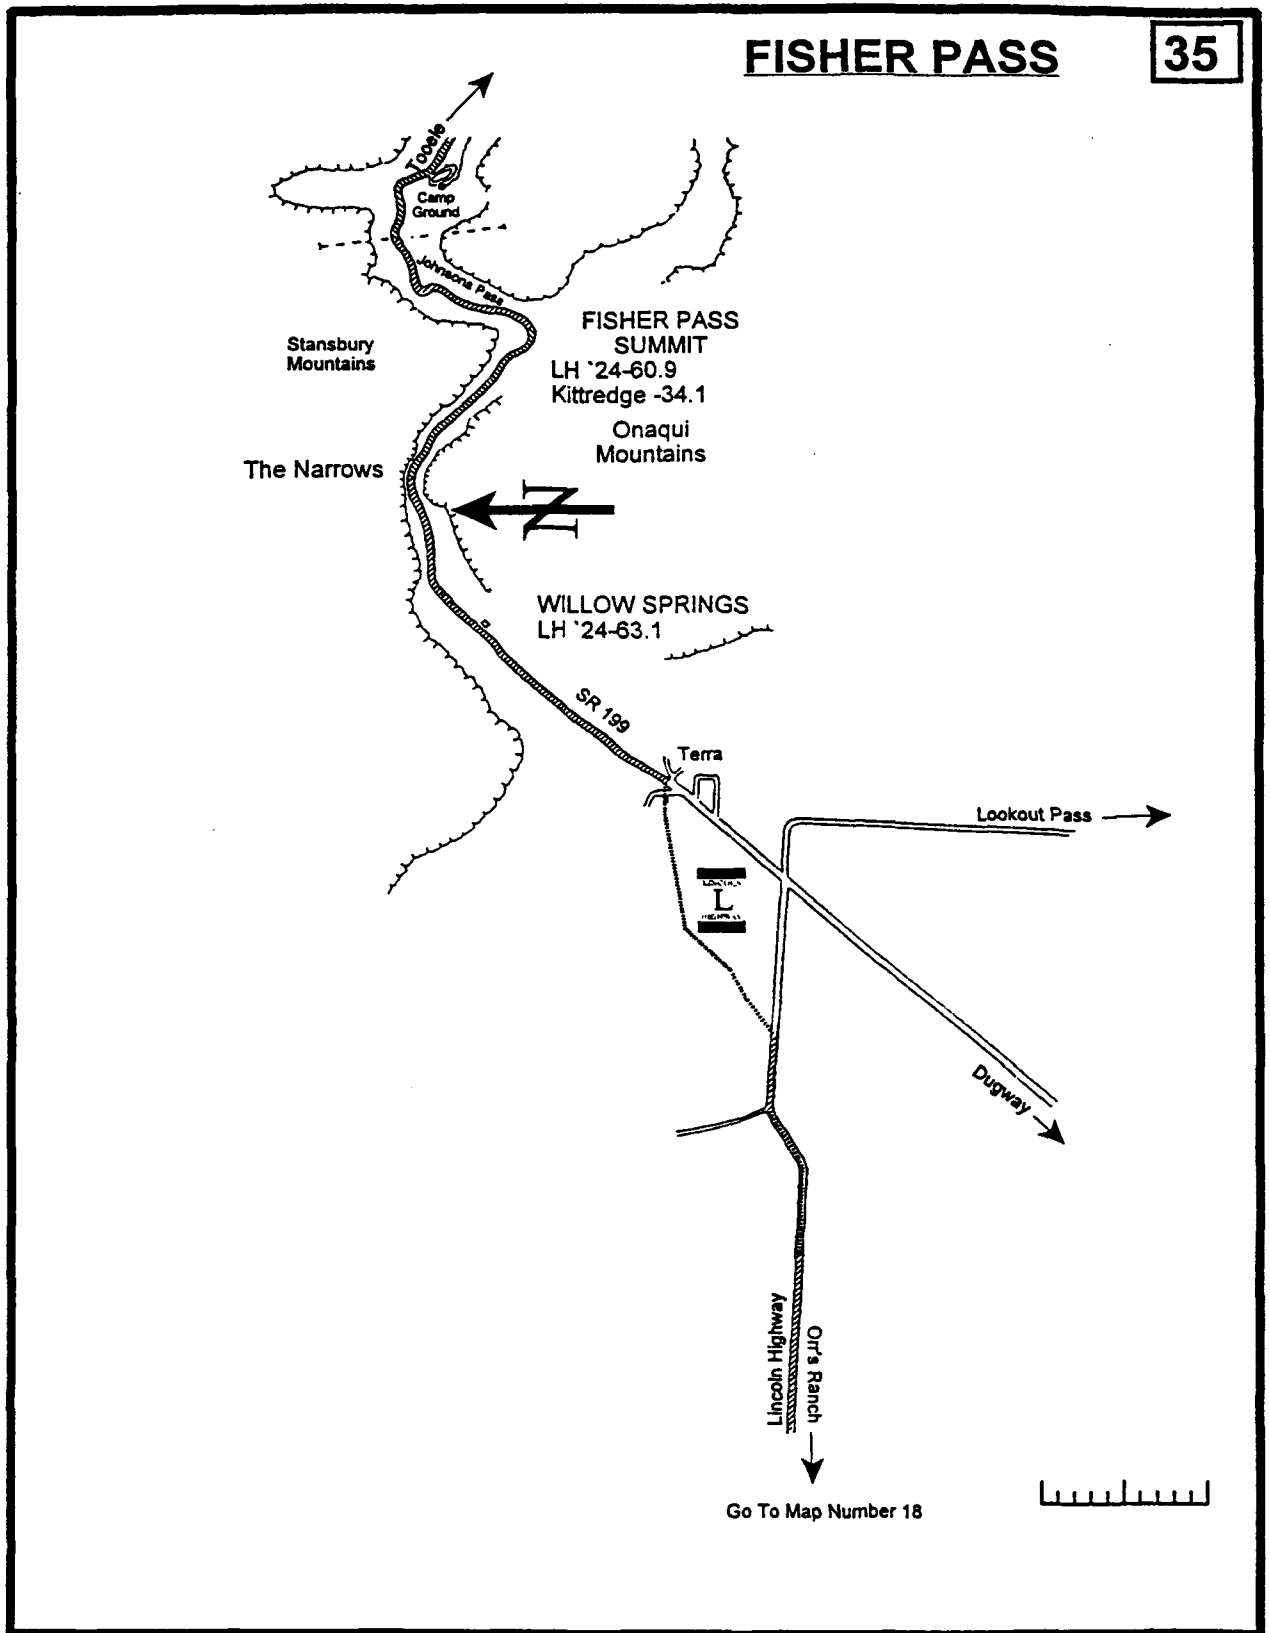 FISHER PASS
35
Tooele
Camp
Ground
Johnsons Pass
FISHER PASS
SUMMIT
LH `24-60.9
Kittredge -34.1
Stansbury
Mountains
Onaqui
Mountains
The Narrows
N
WILLOW SPRINGS
LH `24-63.1
SR 199
Terra
Lookout Pass
LINCOLN
L
HIGHWAY
Dugway
Lincoln Highway
Orr's Ranch
Go To Map Number 18